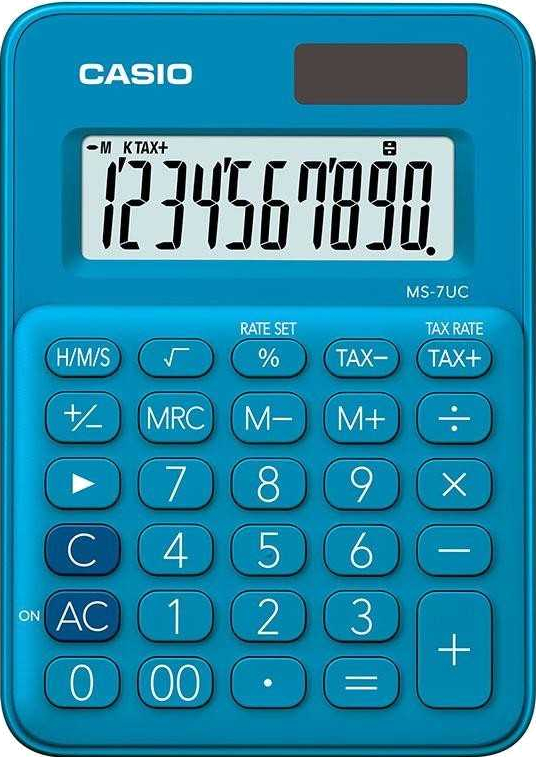 CASIO
–M K TAX+ ÷
1'234'567'890.
MS-7UC
RATE SET TAX RATE
H/M/S √ % TAX– TAX+
+/– MRC M– M+ ÷
▶ 7 8 9 ×
C 4 5 6 –
ON AC 1 2 3 +
0 00 · =